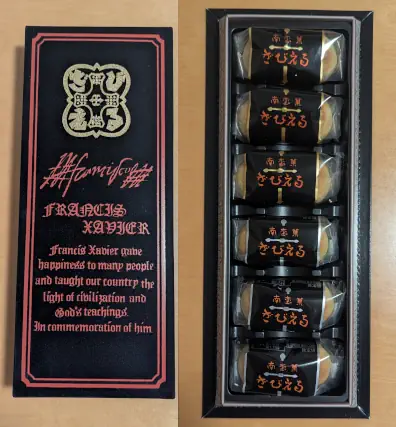 FRANCIS
XAVIER
Francis Xavier gave
happiness to many people
and taught our country the
light of civilization and
God's teachings.
In commemoration of him
南蛮菓
ざびえる
南蛮菓
ざびえる
南蛮菓
ざびえる
南蛮菓
ざびえる
南蛮菓
ざびえる
南蛮菓
ざびえる